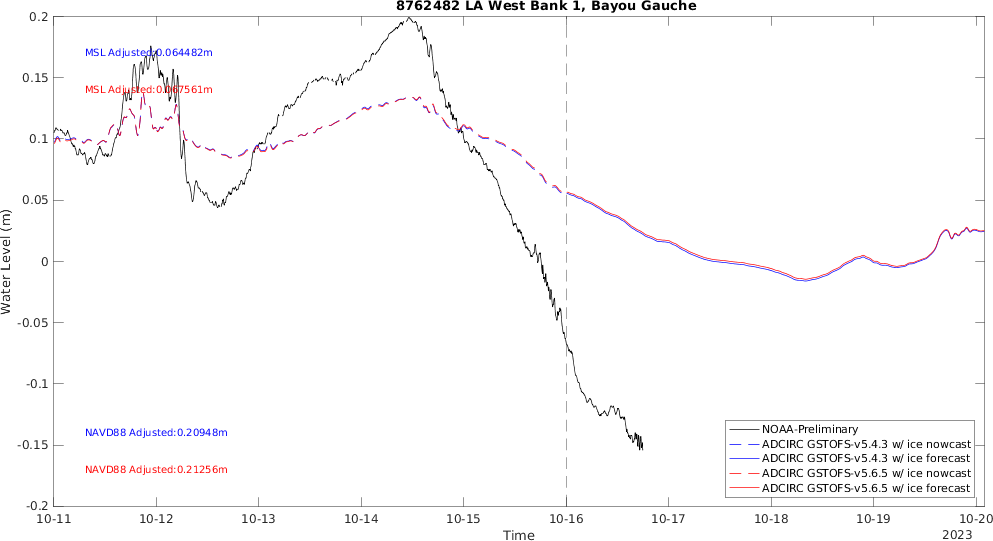 8762482 LA West Bank 1, Bayou Gauche
0.2
0.15
0.1
0.05
0
-0.05
-0.1
-0.15
-0.2
Water Level (m)
MSL Adjusted:0.064482m
MSL Adjusted:0.067561m
NAVD88 Adjusted:0.20948m
NAVD88 Adjusted:0.21256m
NOAA-Preliminary
ADCIRC GSTOFS-v5.4.3 w/ ice nowcast
ADCIRC GSTOFS-v5.4.3 w/ ice forecast
ADCIRC GSTOFS-v5.6.5 w/ ice nowcast
ADCIRC GSTOFS-v5.6.5 w/ ice forecast
10-11 10-12 10-13 10-14 10-15 10-16 10-17 10-18 10-19 10-20
Time
2023